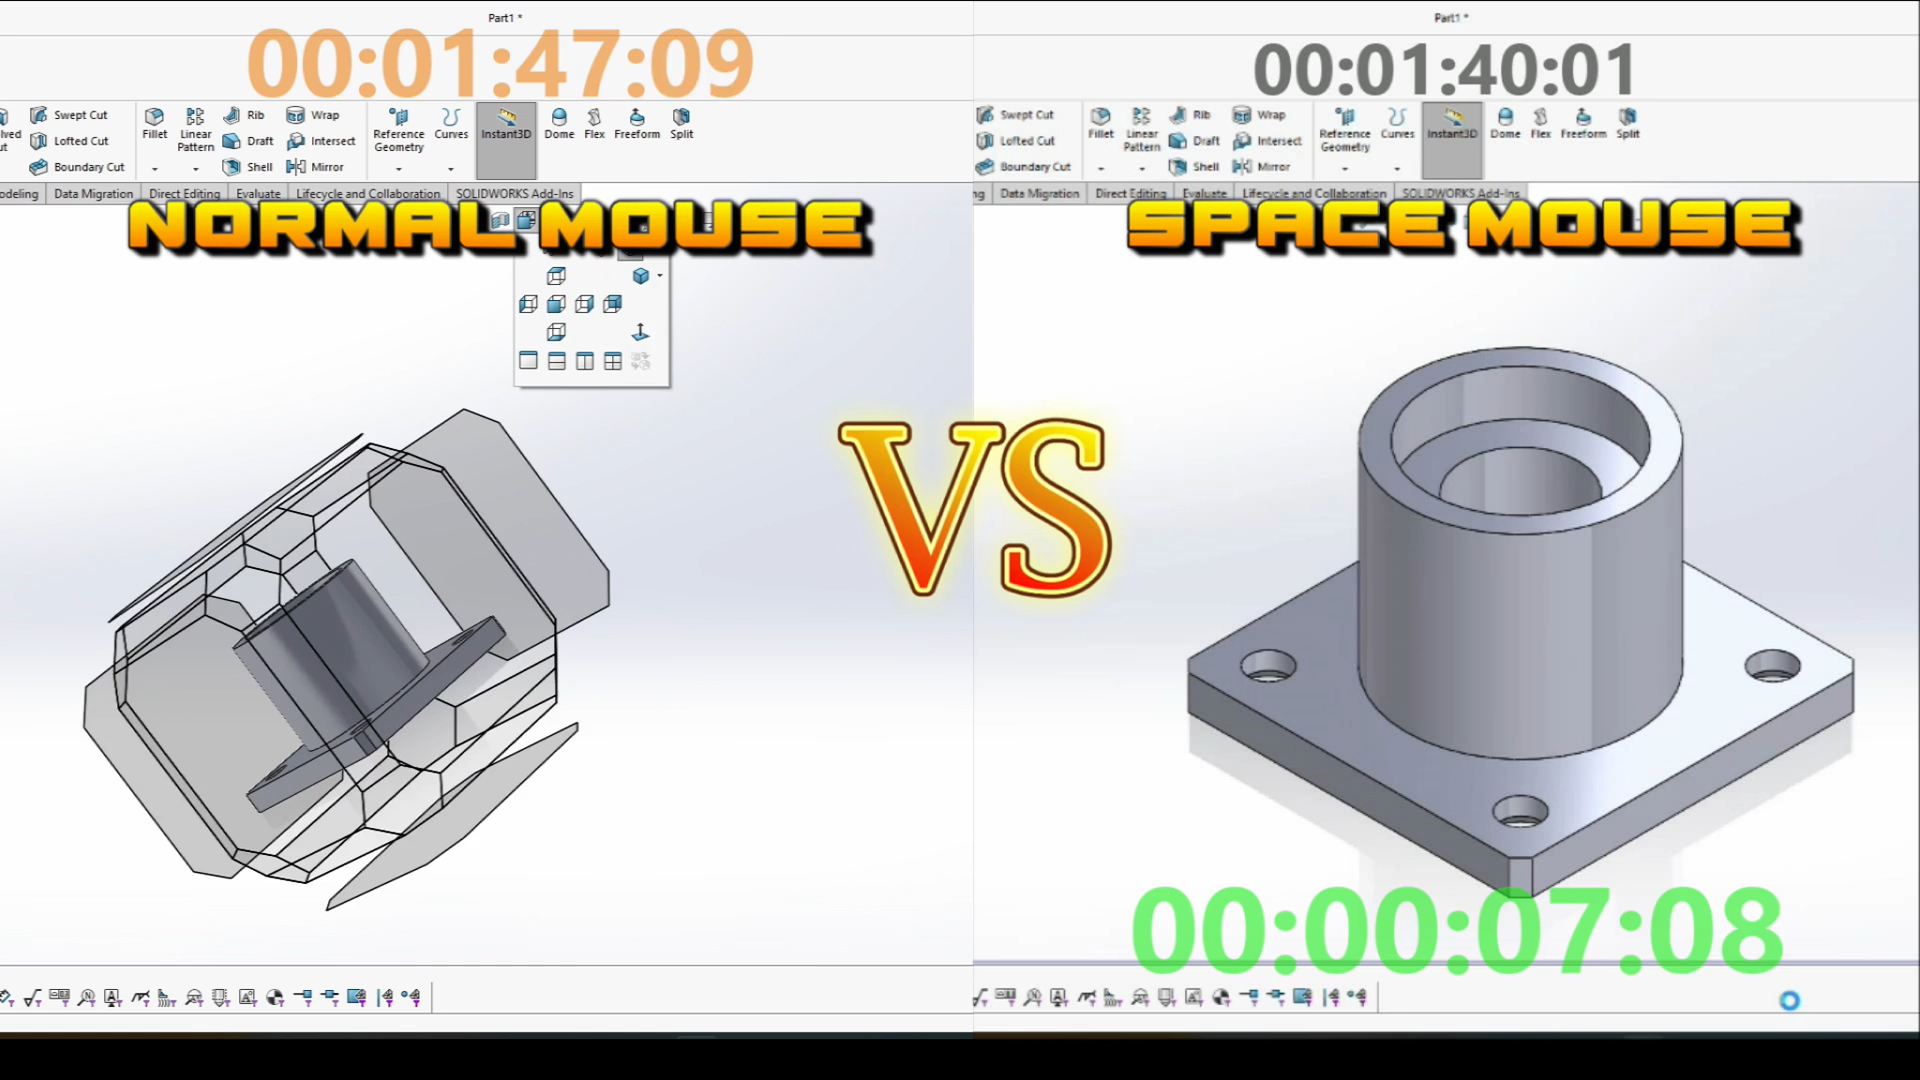 Part1 *
00:01:47:09
Swept Cut
Rib
Wrap
Fillet
Linear
Pattern
Lofted Cut
Draft
Intersect
Reference
Geometry
Curves
Instant3D
Dome
Flex
Freeform
Split
Boundary Cut
Shell
Mirror
Data Migration
Direct Editing
Evaluate
Lifecycle and Collaboration
SOLIDWORKS Add-Ins
NORMAL MOUSE
VS
Part1 *
00:01:40:01
Swept Cut
Rib
Wrap
Fillet
Linear
Pattern
Lofted Cut
Draft
Intersect
Reference
Geometry
Curves
Instant3D
Dome
Flex
Freeform
Split
Boundary Cut
Shell
Mirror
Data Migration
Direct Editing
Evaluate
Lifecycle and Collaboration
SOLIDWORKS Add-Ins
SPACE MOUSE
00:00:07:08